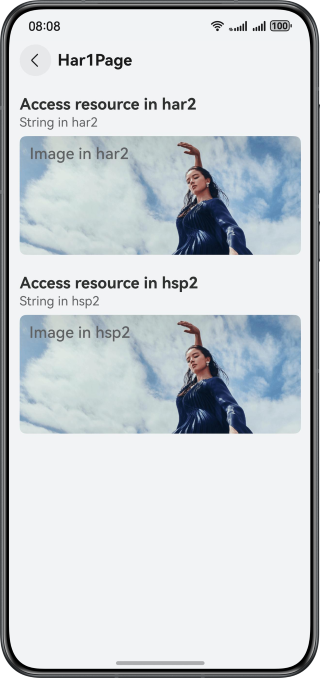 08:08
100
Har1Page
Access resource in har2
String in har2
Image in har2
Access resource in hsp2
String in hsp2
Image in hsp2